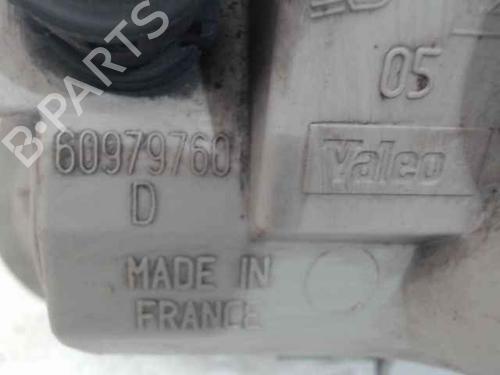 05
60979760
Valeo
D
MADE IN
FRANCE
B-PARTS